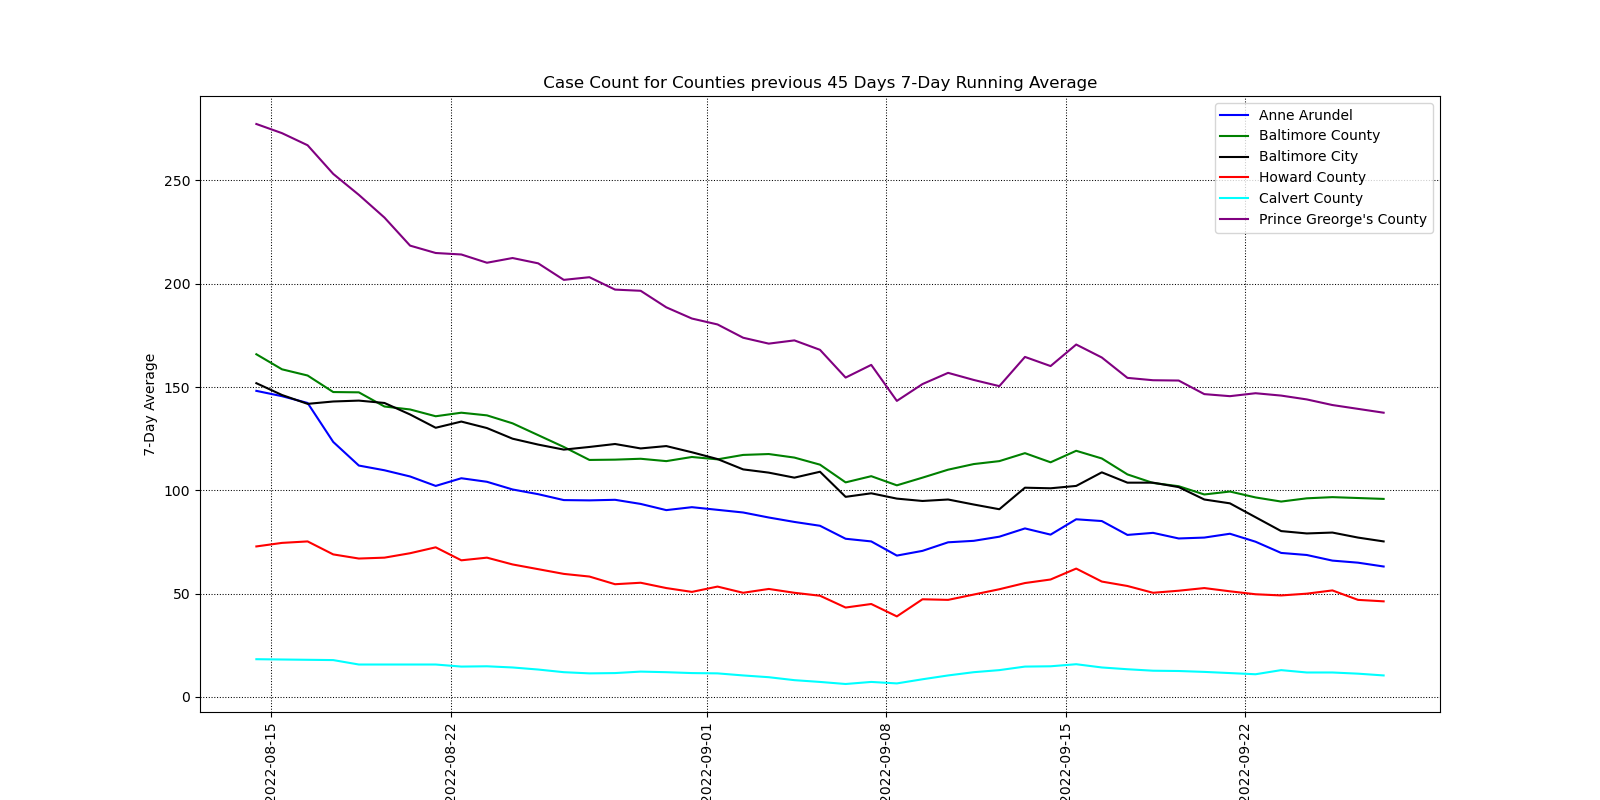 Case Count for Counties previous 45 Days 7-Day Running Average
Anne Arundel
Baltimore County
Baltimore City
Howard County
Calvert County
Prince Greorge's County
7-Day Average
250
200
150
100
50
0
2022-08-15
2022-08-22
2022-09-01
2022-09-08
2022-09-15
2022-09-22